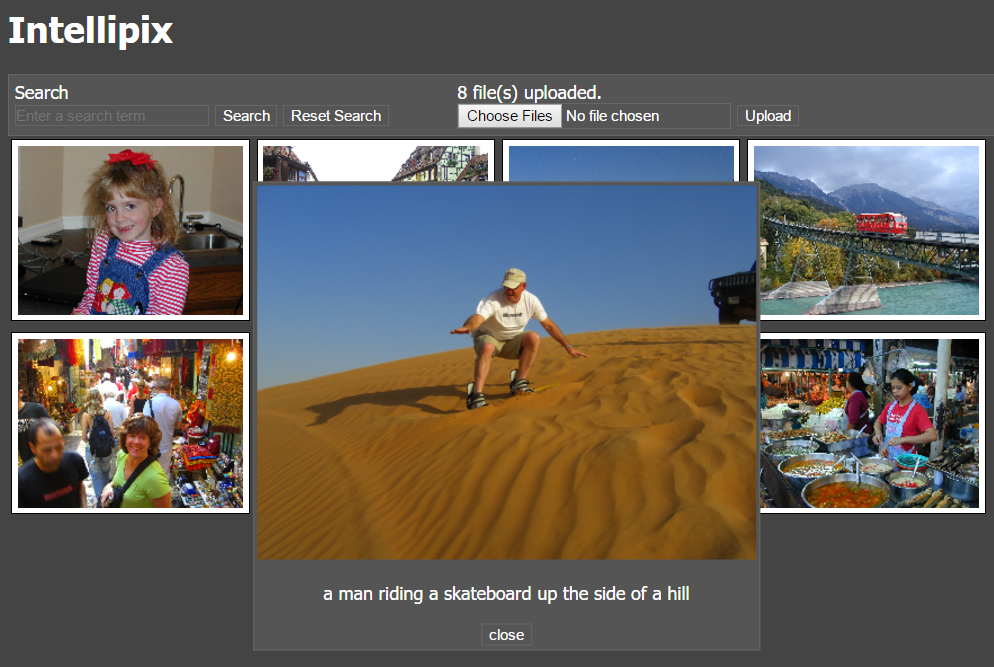 Intellipix
Search
8 file(s) uploaded.
Enter a search term Search Reset Search
Choose Files No file chosen Upload
a man riding a skateboard up the side of a hill
close